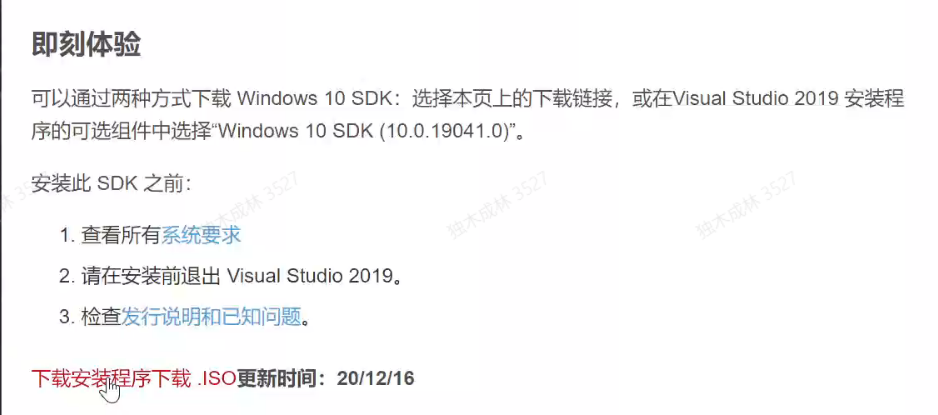 即刻体验
可以通过两种方式下载 Windows 10 SDK：选择本页上的下载链接，或在Visual Studio 2019 安装程
序的可选组件中选择“Windows 10 SDK (10.0.19041.0)”。
安装此 SDK 之前：
1. 查看所有系统要求
2. 请在安装前退出 Visual Studio 2019。
3. 检查发行说明和已知问题。
下载安装程序下载 .ISO更新时间：20/12/16
独木成林 3527
独木成林 3527
独木成林 3527